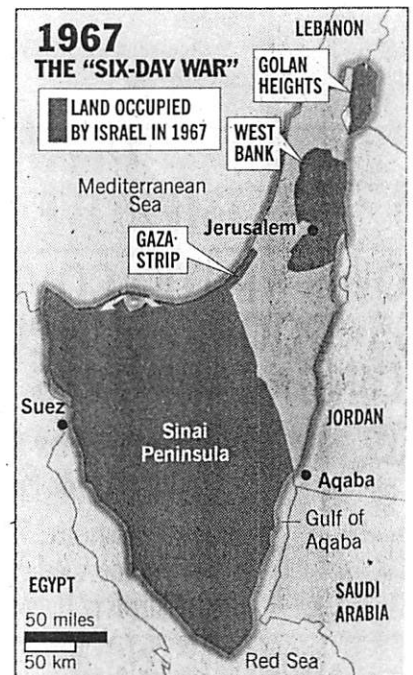 1967
THE “SIX-DAY WAR”
LAND OCCUPIED
BY ISRAEL IN 1967
LEBANON
GOLAN
HEIGHTS
WEST
BANK
Mediterranean
Sea
Jerusalem
GAZA
STRIP
Suez
Sinai
Peninsula
JORDAN
Aqaba
Gulf of
Aqaba
EGYPT
SAUDI
ARABIA
50 miles
50 km
Red Sea